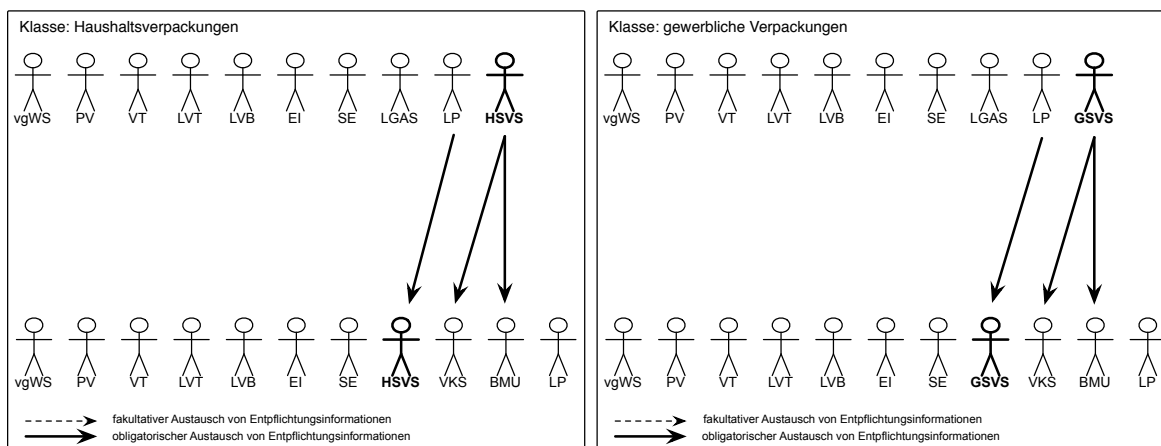 Klasse: Haushaltsverpackungen
vgWS PV VT LVT LVB EI SE LGAS LP HSVS
vgWS PV VT LVT LVB EI SE HSVS VKS BMU LP
fakultativer Austausch von Entpflichtungsinformationen
obligatorischer Austausch von Entpflichtungsinformationen
Klasse: gewerbliche Verpackungen
vgWS PV VT LVT LVB EI SE LGAS LP GSVS
vgWS PV VT LVT LVB EI SE GSVS VKS BMU LP
fakultativer Austausch von Entpflichtungsinformationen
obligatorischer Austausch von Entpflichtungsinformationen